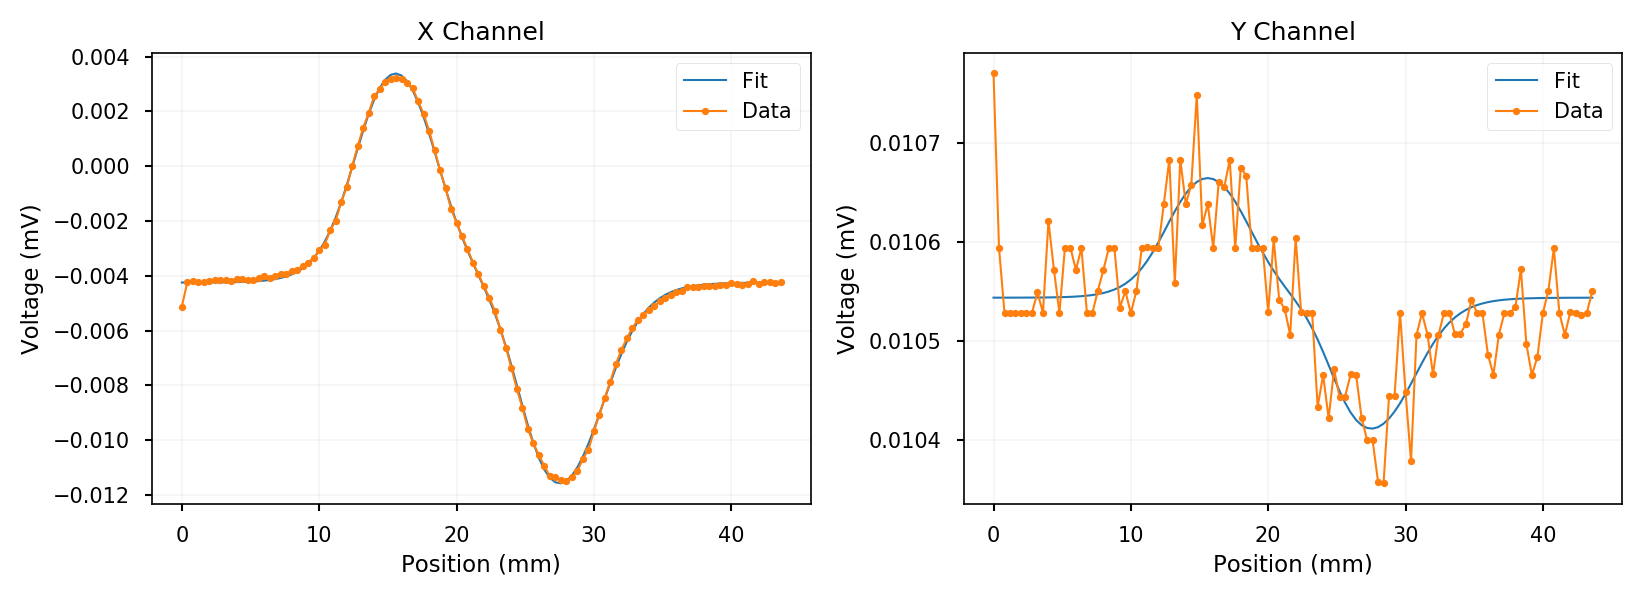 X Channel
0.004
0.002
0.000
−0.002
−0.004
−0.006
−0.008
−0.010
−0.012
Voltage (mV)
0
10
20
30
40
Position (mm)
Fit
Data
Y Channel
0.0107
0.0106
0.0105
0.0104
Voltage (mV)
0
10
20
30
40
Position (mm)
Fit
Data